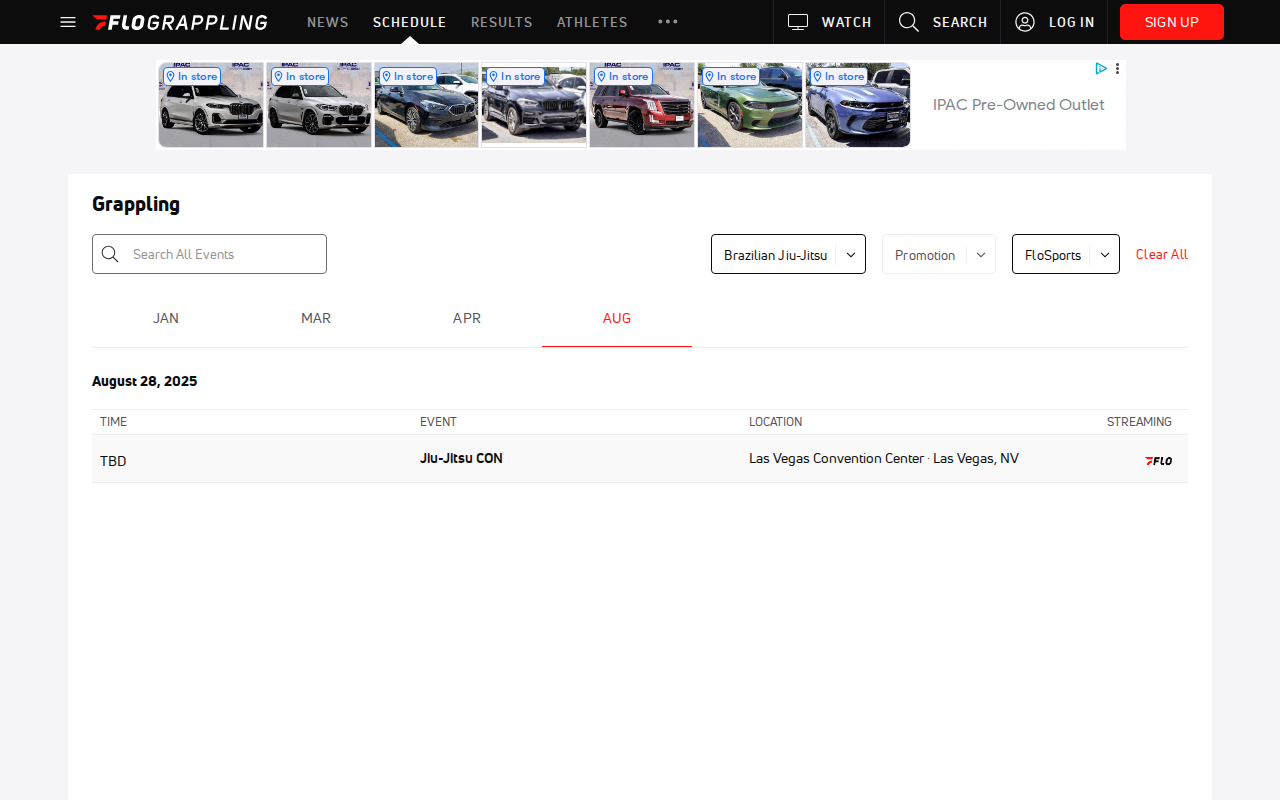 FLOGRAPPLING NEWS SCHEDULE RESULTS ATHLETES WATCH SEARCH LOG IN SIGN UP
In store In store In store In store In store In store In store
IPAC Pre-Owned Outlet
Grappling
Search All Events Brazilian Jiu-Jitsu Promotion FloSports Clear All
JAN MAR APR AUG
August 28, 2025
TIME EVENT LOCATION STREAMING
TBD Jiu-Jitsu CON Las Vegas Convention Center · Las Vegas, NV FLO